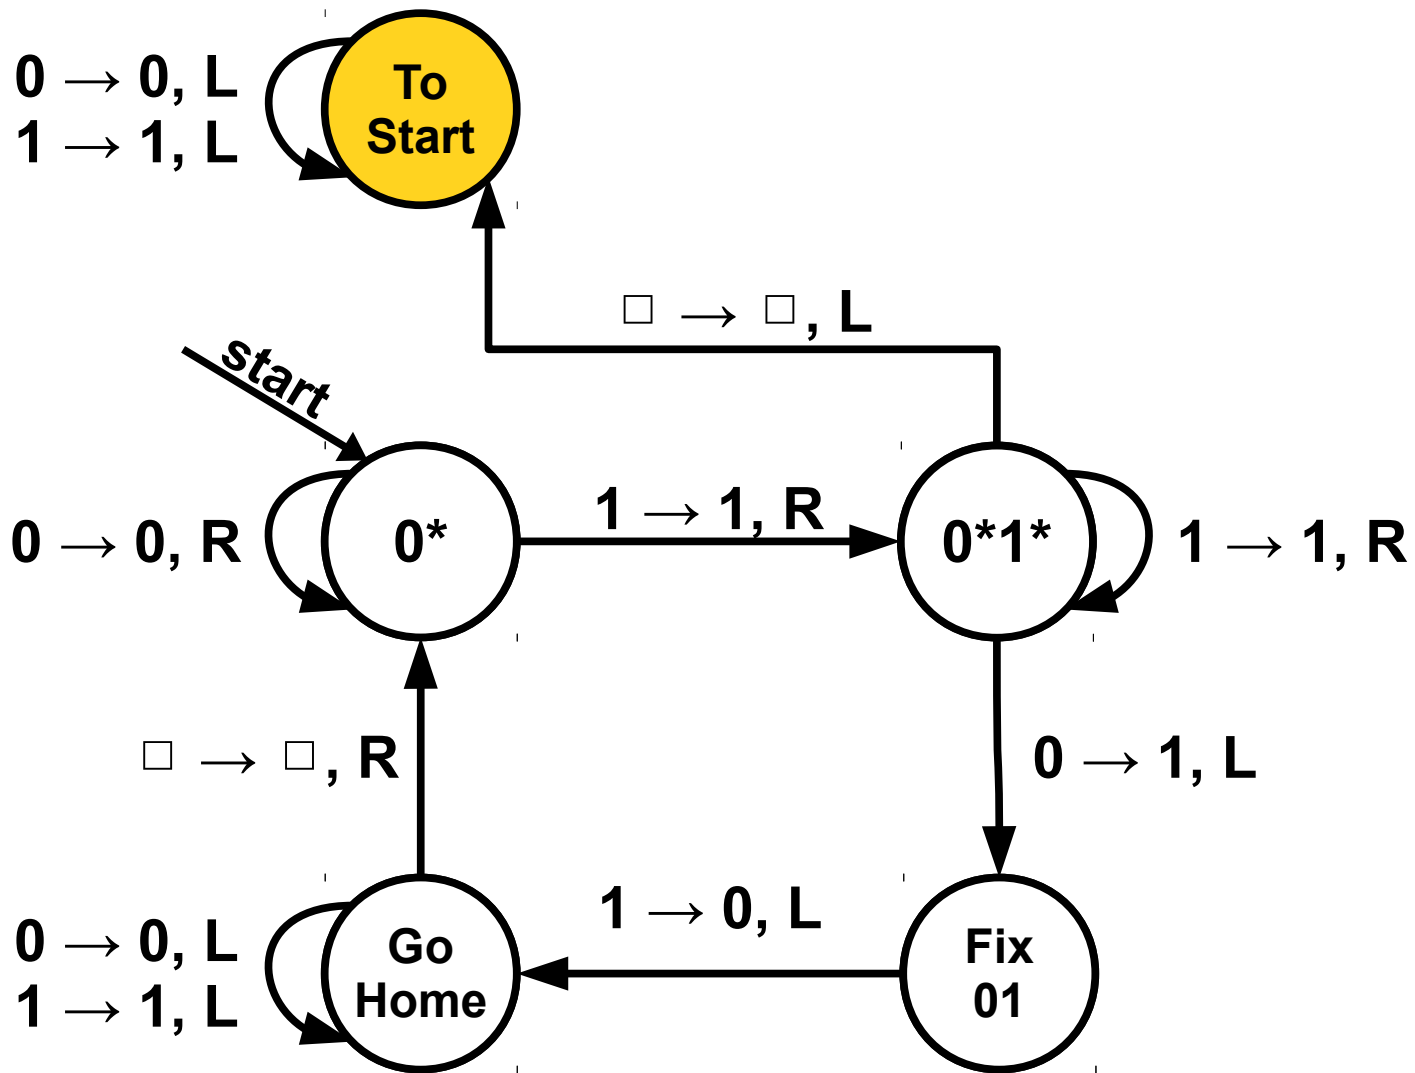 0 → 0, L
1 → 1, L
To
Start
□ → □, L
start
0 → 0, R
0*
1 → 1, R
0*1*
1 → 1, R
□ → □, R
0 → 1, L
0 → 0, L
1 → 1, L
Go
Home
1 → 0, L
Fix
01